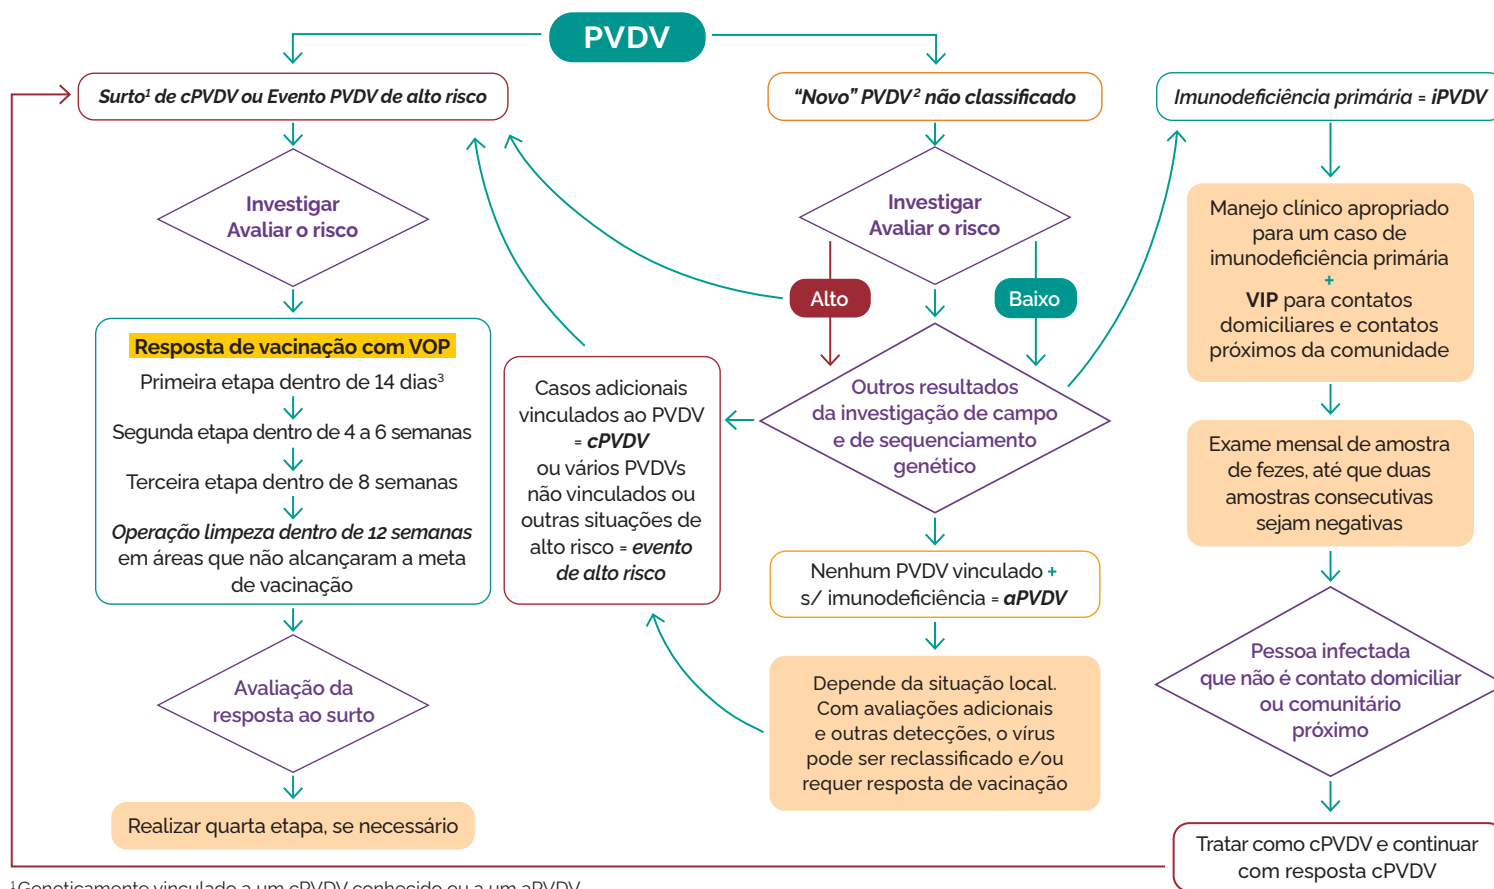 PVDV
Surto¹ de cPVDV ou Evento PVDV de alto risco
Investigar
Avaliar o risco
Resposta de vacinação com VOP
Primeira etapa dentro de 14 dias³
Segunda etapa dentro de 4 a 6 semanas
Terceira etapa dentro de 8 semanas
Operação limpeza dentro de 12 semanas
em áreas que não alcançaram a meta
de vacinação
Avaliação da
resposta ao surto
Realizar quarta etapa, se necessário
"Novo" PVDV² não classificado
Investigar
Avaliar o risco
Alto
Baixo
Outros resultados
da investigação de campo
e de sequenciamento
genético
Casos adicionais
vinculados ao PVDV
= cPVDV
ou vários PVDVs
não vinculados ou
outras situações de
alto risco = evento
de alto risco
Nenhum PVDV vinculado +
s/ imunodeficiência = aPVDV
Depende da situação local.
Com avaliações adicionais
e outras detecções, o vírus
pode ser reclassificado e/ou
requer resposta de vacinação
Imunodeficiência primária = iPVDV
Manejo clínico apropriado
para um caso de
imunodeficiência primária
+
VIP para contatos
domiciliares e contatos
próximos da comunidade
Exame mensal de amostra
de fezes, até que duas
amostras consecutivas
sejam negativas
Pessoa infectada
que não é contato domiciliar
ou comunitário
próximo
Tratar como cPVDV e continuar
com resposta cPVDV
¹Geneticamente vinculado a um cPVDV conhecido ou a um aPVDV